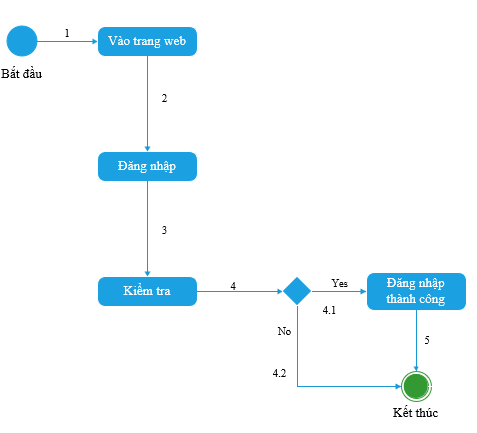 1
Vào trang web
Bắt đầu
2
Đăng nhập
3
Kiểm tra
4
Yes
4.1
Đăng nhập
thành công
No
5
4.2
Kết thúc